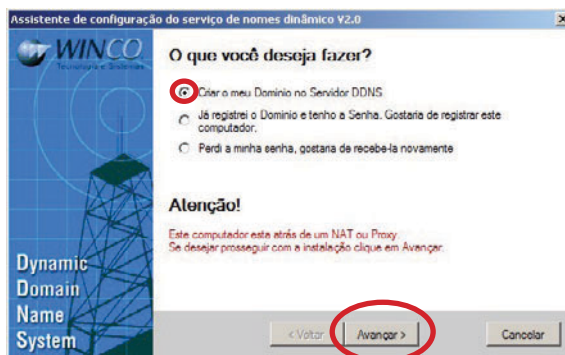 Assistente de configuração do serviço de nomes dinâmico V2.0
WINCO
Tecnologia e Sistemas
O que você deseja fazer?
Criar o meu Dominio no Servidor DDNS
Já registrei o Dominio e tenho a Senha. Gostaria de registrar este
computador.
Perdi a minha senha, gostaria de recebe-la novamente
Atenção!
Este computador esta atrás de um NAT ou Proxy.
Se desejar prosseguir com a instalação clique em Avançar.
Dynamic
Domain
Name
System
< Voltar
Avançar >
Cancelar